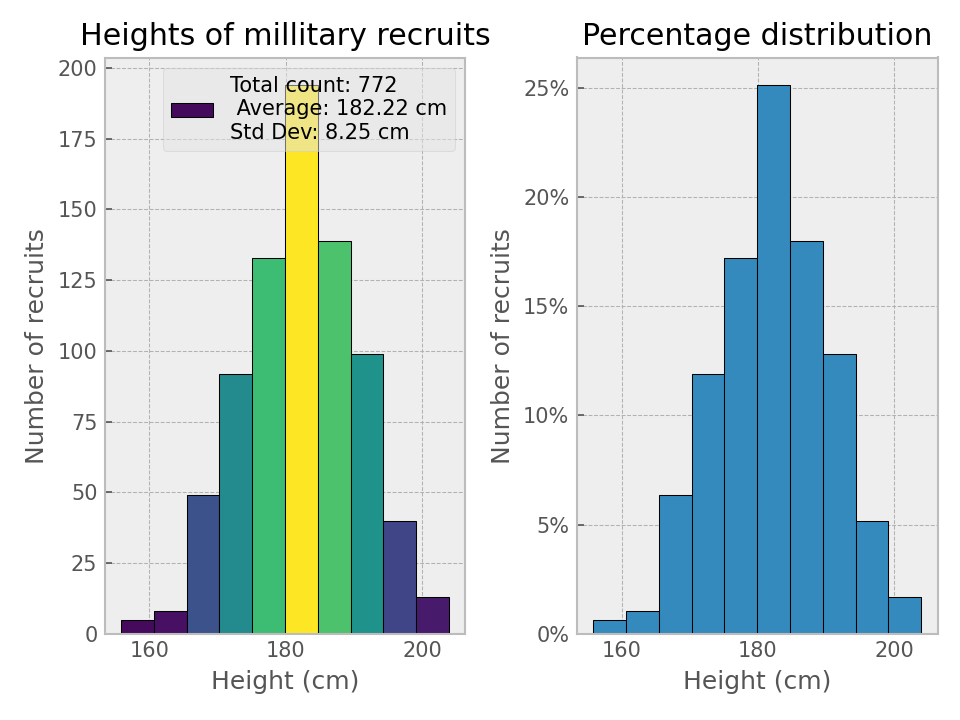 Heights of millitary recruits
Total count: 772
Average: 182.22 cm
Std Dev: 8.25 cm
200
175
150
125
100
75
50
25
0
Number of recruits
160 180 200
Height (cm)
Percentage distribution
25%
20%
15%
10%
5%
0%
Number of recruits
160 180 200
Height (cm)